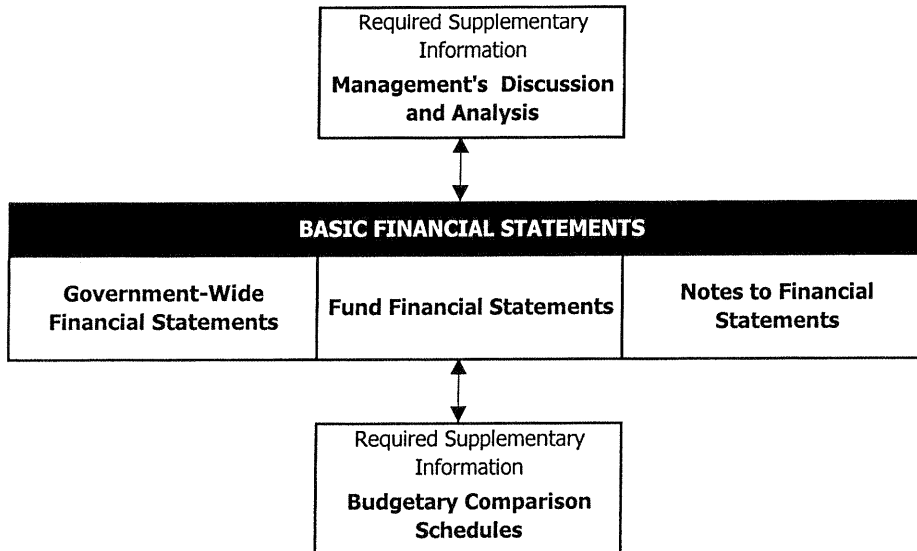 Required Supplementary
Information
Management's Discussion
and Analysis
BASIC FINANCIAL STATEMENTS
Government-Wide
Financial Statements
Fund Financial Statements
Notes to Financial
Statements
Required Supplementary
Information
Budgetary Comparison
Schedules